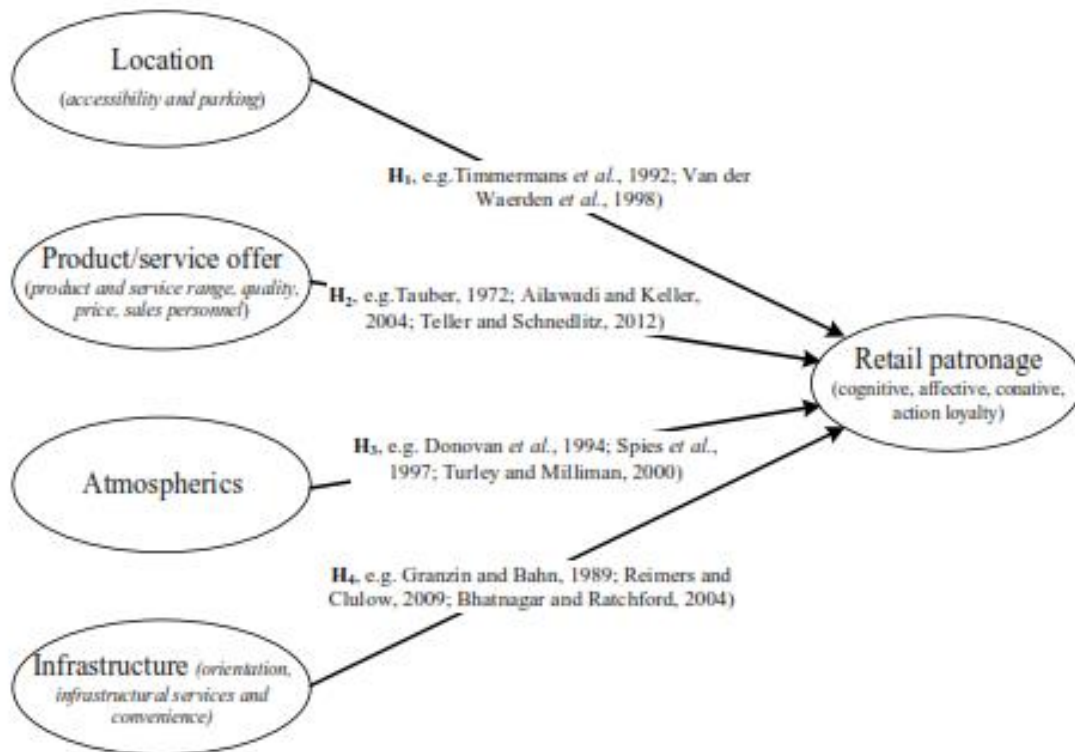 Location
(accessibility and parking)
H1, e.g.Timmermans et al., 1992; Van der
Waerden et al., 1998)
Product/service offer
(product and service range, quality,
price, sales personnel)
H2, e.g.Tauber, 1972; Ailawadi and Keller,
2004; Teller and Schnedlitz, 2012)
Retail patronage
(cognitive, affective, conative,
action loyalty)
H3, e.g. Donovan et al., 1994; Spies et al.,
1997; Turley and Milliman, 2000)
Atmospherics
H4, e.g. Granzin and Bahn, 1989; Reimers and
Clulow, 2009; Bhatnagar and Ratchford, 2004)
Infrastructure (orientation,
infrastructural services and
convenience)